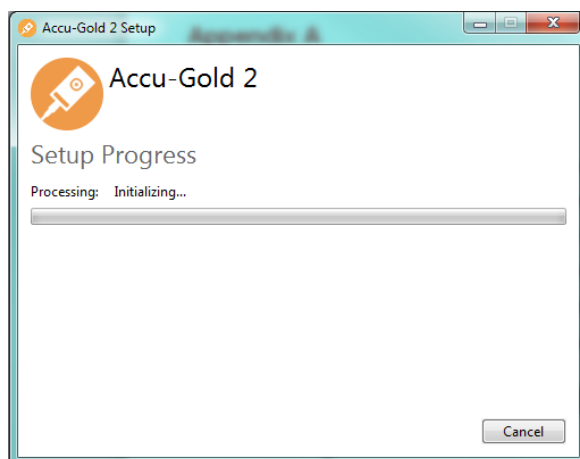 Accu-Gold 2 Setup
Appendix A
Accu-Gold 2
Setup Progress
Processing: Initializing...
Cancel